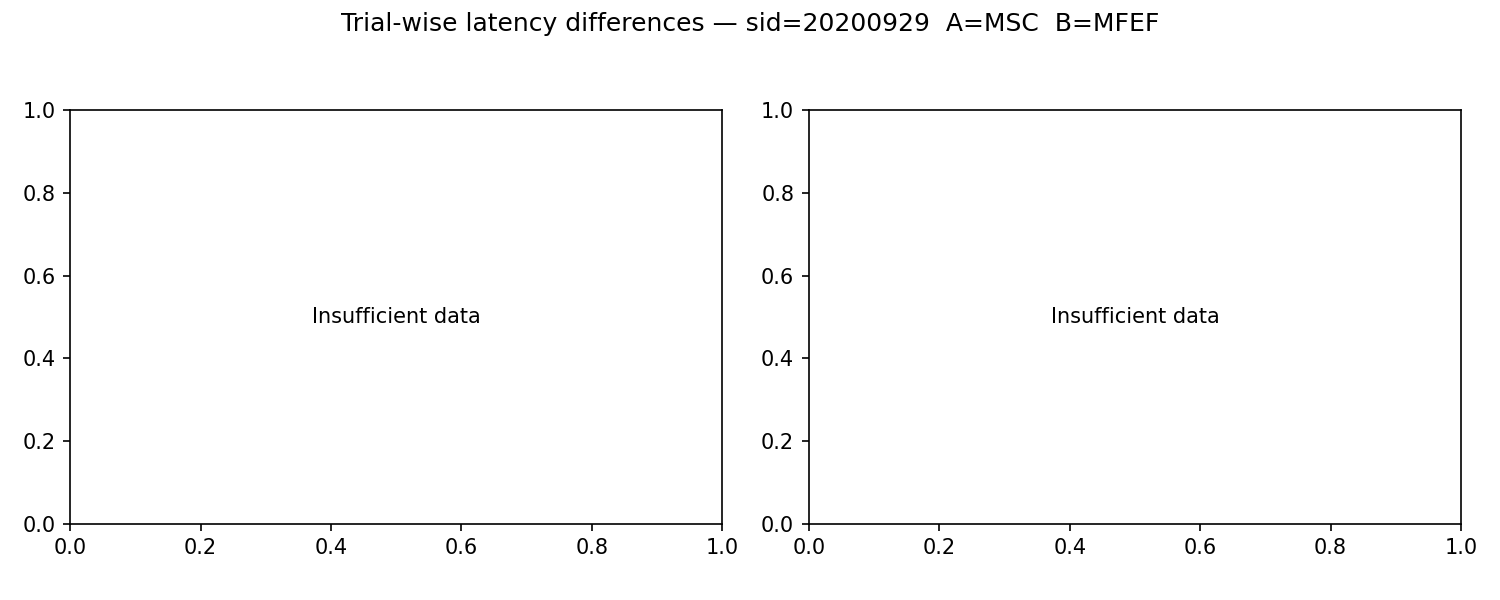 Trial-wise latency differences — sid=20200929  A=MSC  B=MFEF
1.0
0.8
0.6
0.4
0.2
0.0
Insufficient data
0.0 0.2 0.4 0.6 0.8 1.0
1.0
0.8
0.6
0.4
0.2
0.0
Insufficient data
0.0 0.2 0.4 0.6 0.8 1.0